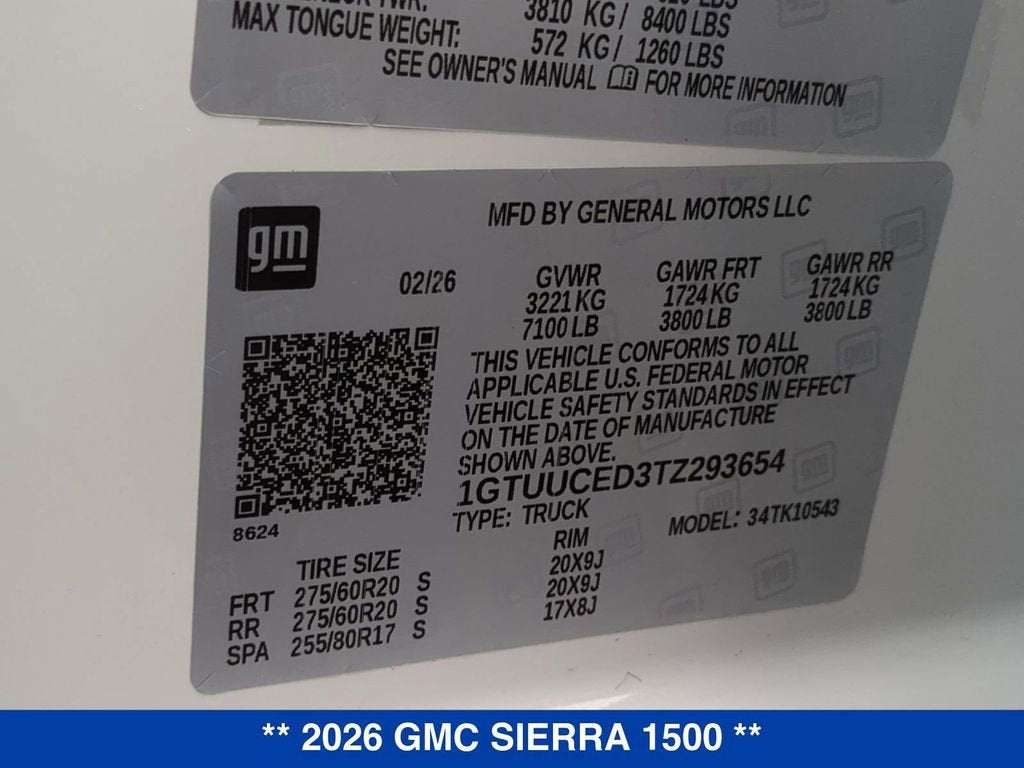 3810 KG/ 8400 LBS
MAX TONGUE WEIGHT: 572 KG/ 1260 LBS
SEE OWNER'S MANUAL FOR MORE INFORMATION
gm
MFD BY GENERAL MOTORS LLC
02/26
GVWR GAWR FRT GAWR RR
3221 KG 1724 KG 1724 KG
7100 LB 3800 LB 3800 LB
THIS VEHICLE CONFORMS TO ALL
APPLICABLE U.S. FEDERAL MOTOR
VEHICLE SAFETY STANDARDS IN EFFECT
ON THE DATE OF MANUFACTURE
SHOWN ABOVE.
1GTUUCED3TZ293654
TYPE: TRUCK MODEL: 34TK10543
8624
TIRE SIZE RIM
FRT 275/60R20 S 20X9J
RR 275/60R20 S 20X9J
SPA 255/80R17 S 17X8J
** 2026 GMC SIERRA 1500 **